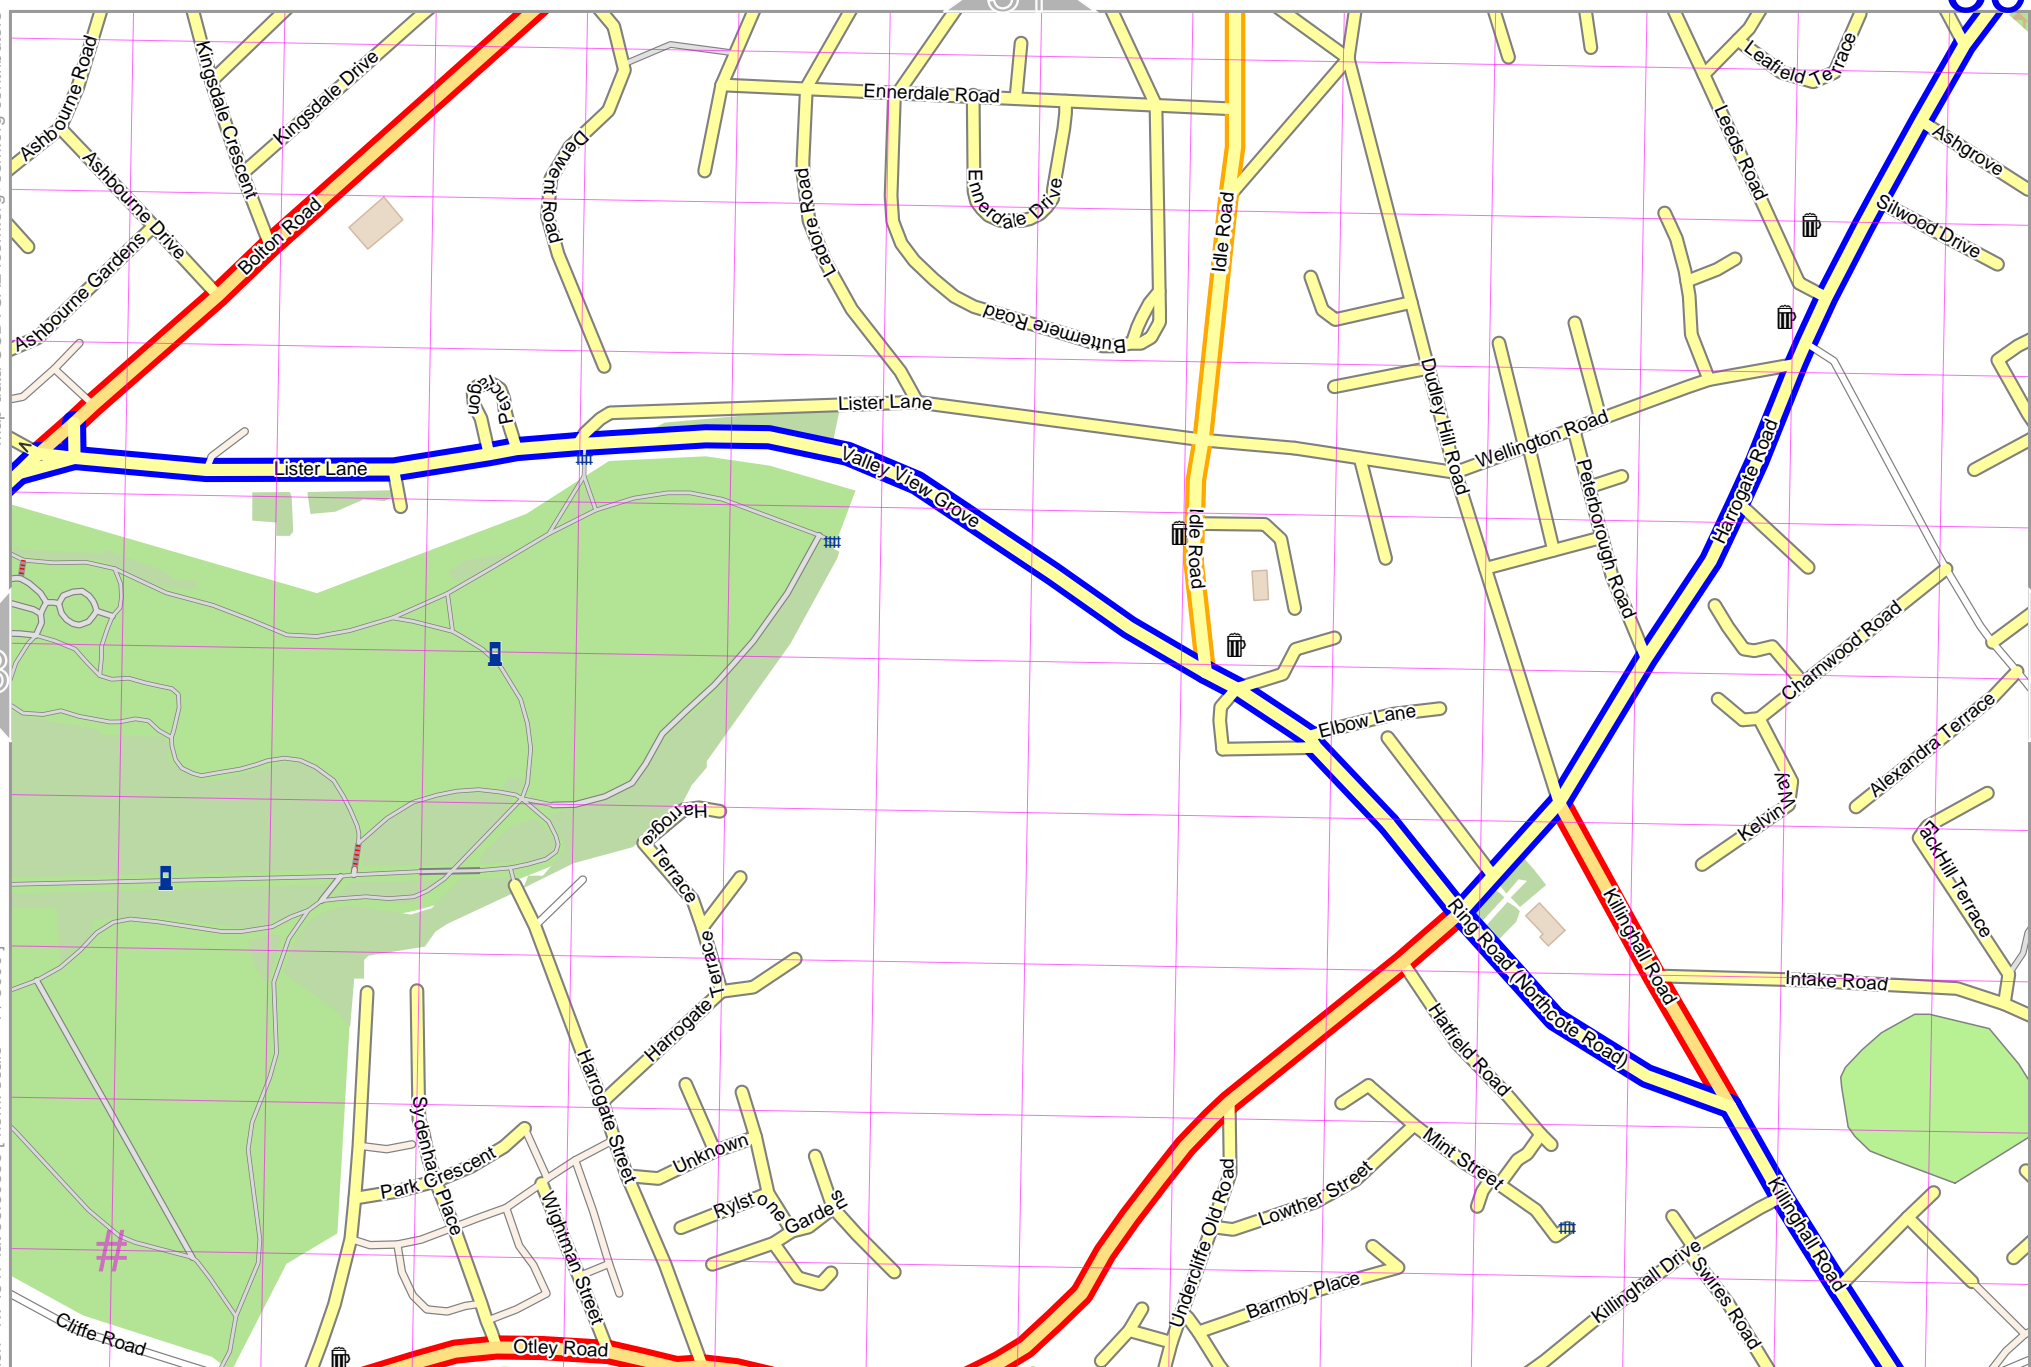 Ashbourne Road
Kingsdale Crescent
Kingsdale Drive
Ashbourne Drive
Ashbourne Gardens
Bolton Road
Derwent Road
Ennerdale Road
Ladore Road
Ennerdale Drive
Buttermere Road
Idle Road
Leafield Terrace
Leeds Road
Ashgrove
Silwood Drive
Lister Lane
Lister Lane
Valley View Grove
Idle Road
Dudley Hill Road
Wellington Road
Peterborough Road
Harrogate Road
Charnwood Road
Alexandra Terrace
Kelvin Way
Elbow Lane
Harrogate Terrace
Harrogate Terrace
Harrogate Street
Ring Road (Northcote Road)
Killinghall Road
Intake Road
Hatfield Road
Mint Street
Lowther Street
Undercliffe Old Road
Barmby Place
Killinghall Drive
Swires Road
Killinghall Road
Sydenham Place
Park Crescent
Wightman Street
Unknown
Rylstone Gardens
Otley Road
Cliffe Road
#